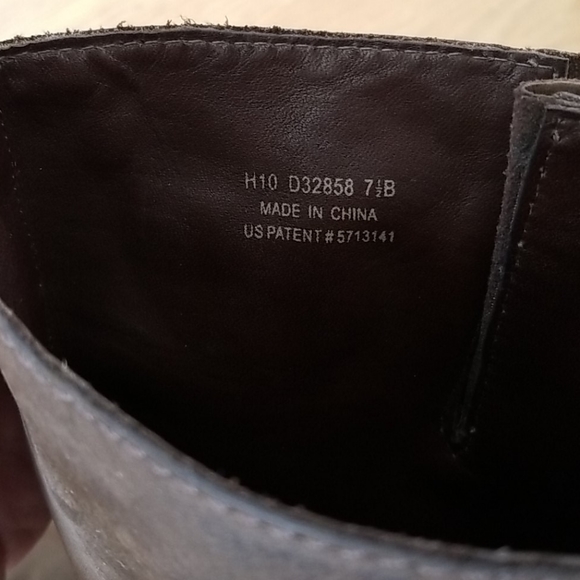 H10 D32858 7½B
MADE IN CHINA
US PATENT#5713141